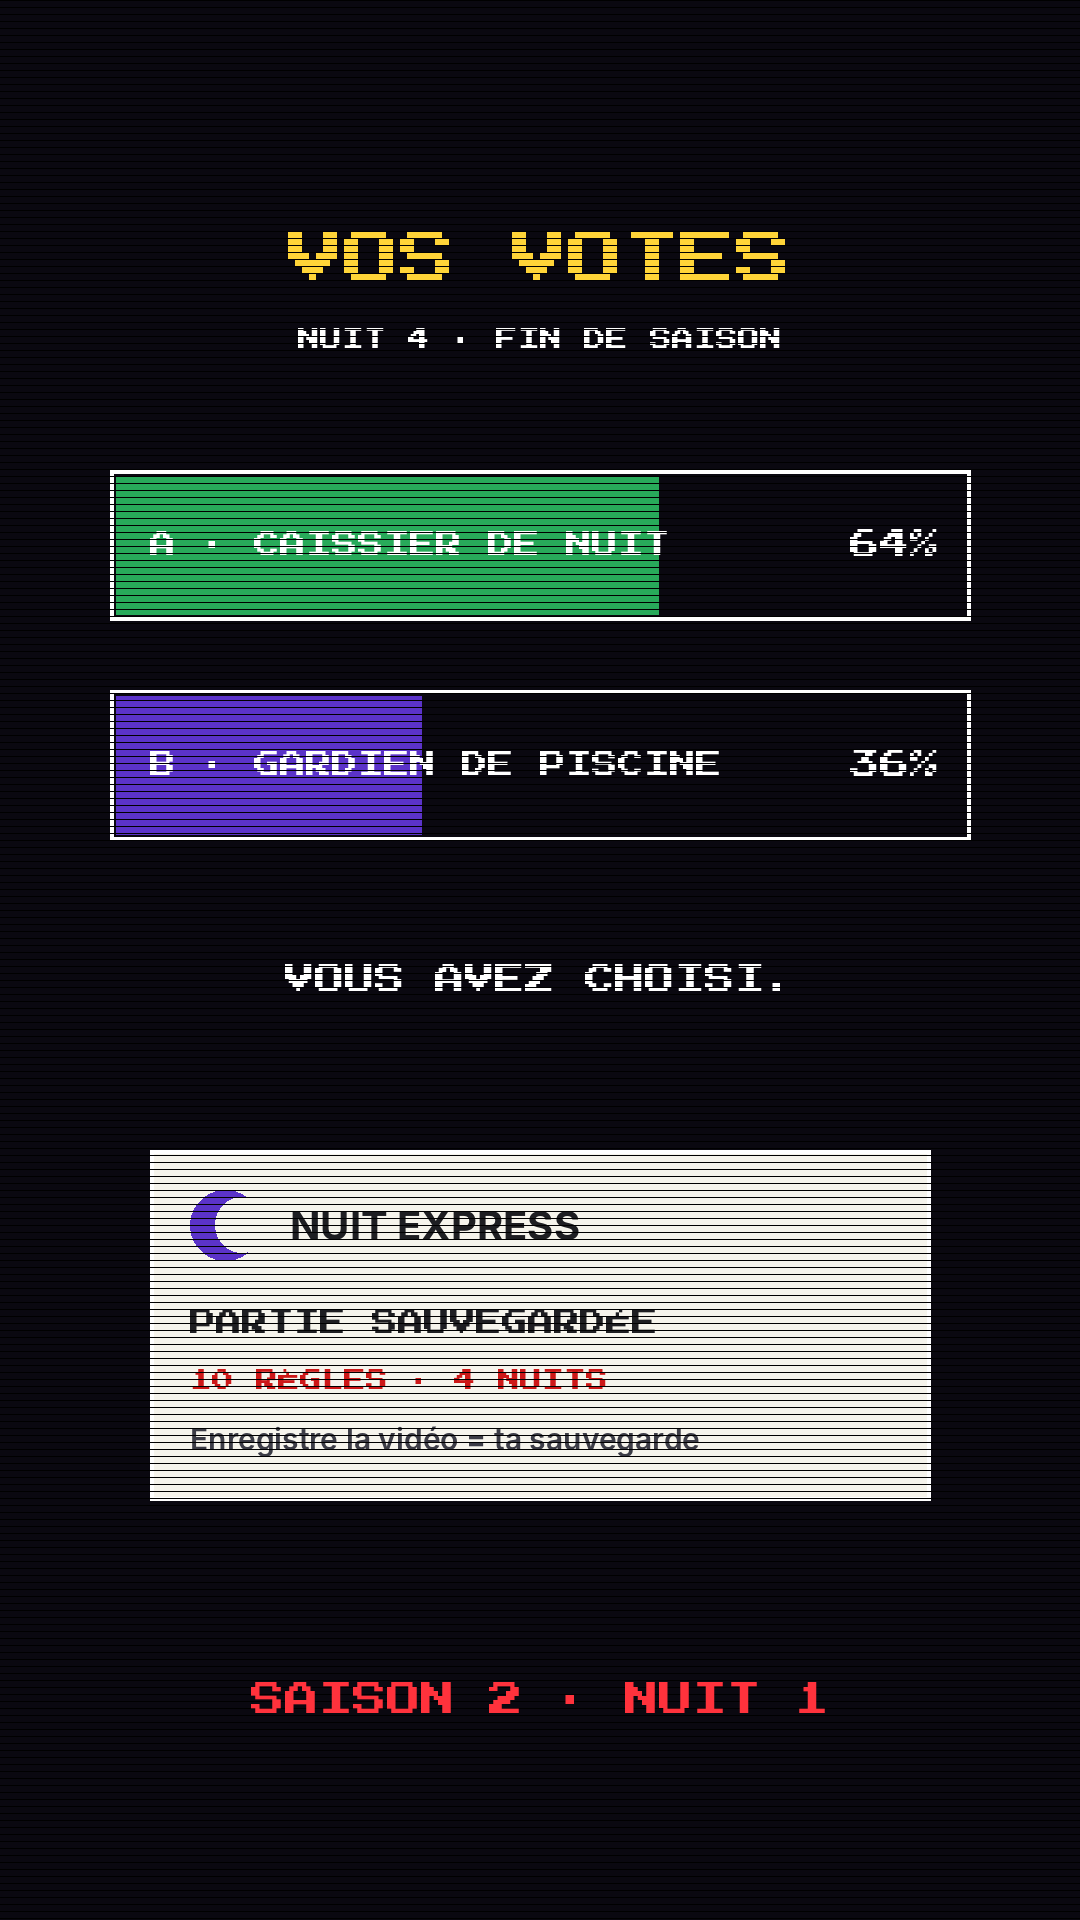 VOS VOTES
NUIT 4 · FIN DE SAISON
A · CAISSIER DE NUIT 64%
B · GARDIEN DE PISCINE 36%
VOUS AVEZ CHOISI.
NUIT EXPRESS
PARTIE SAUVEGARDÉE
10 RÈGLES · 4 NUITS
Enregistre la vidéo = ta sauvegarde
SAISON 2 · NUIT 1